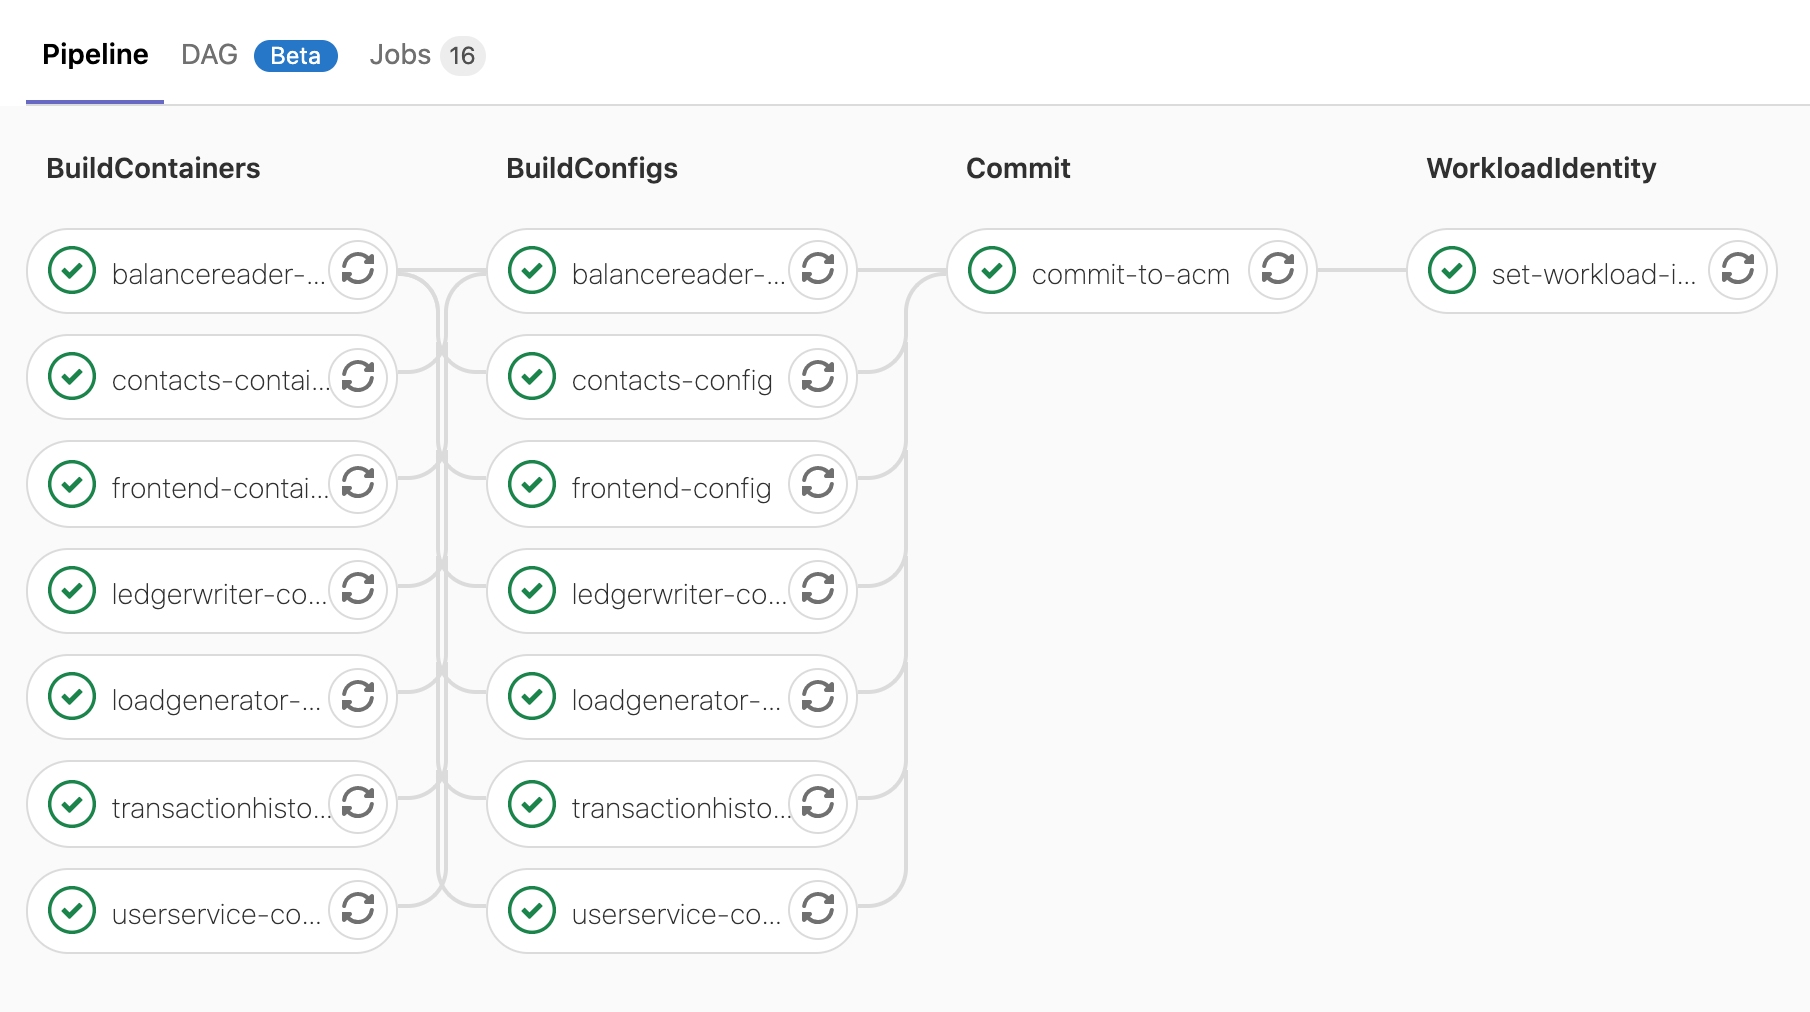 Pipeline DAG Beta Jobs 16
BuildContainers BuildConfigs Commit WorkloadIdentity
balancereader-... balancereader-... commit-to-acm set-workload-i...
contacts-contai... contacts-config
frontend-contai... frontend-config
ledgerwriter-co... ledgerwriter-co...
loadgenerator-... loadgenerator-...
transactionhisto... transactionhisto...
userservice-co... userservice-co...